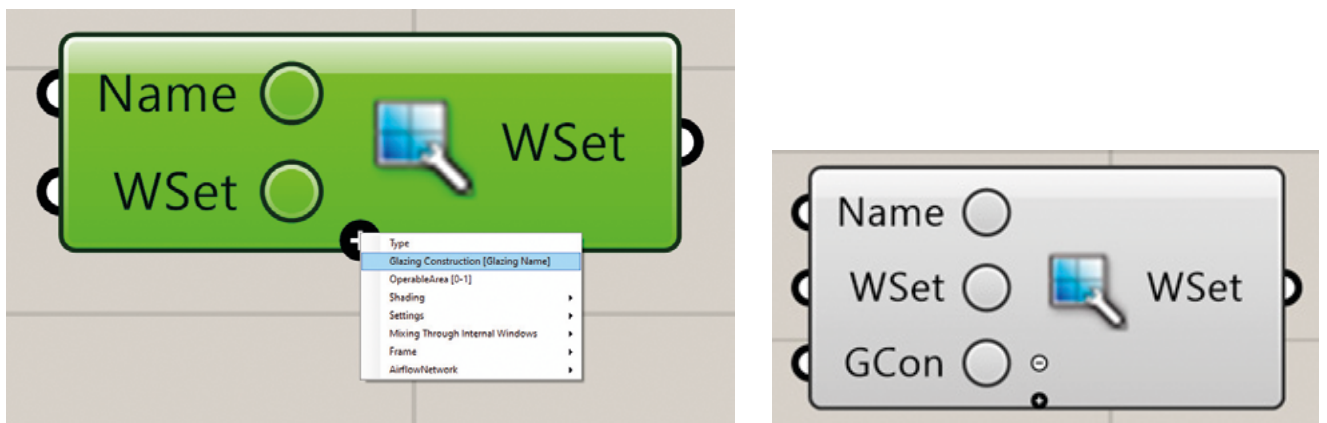 Name
WSet
WSet
Type
Glazing Construction [Glazing Name]
OperableArea [0-1]
Shading
Settings
Mixing Through Internal Windows
Frame
AirflowNetwork
Name
WSet
WSet
GCon